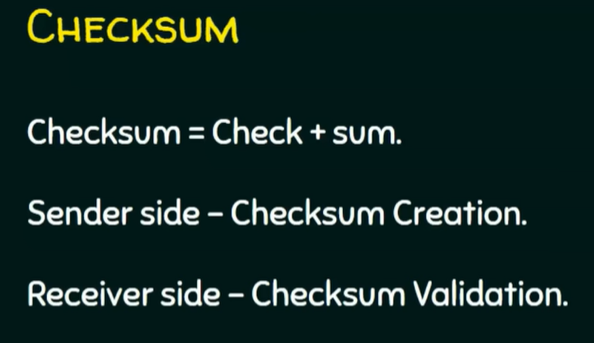 CHECKSUM
Checksum = Check + sum.
Sender side – Checksum Creation.
Receiver side – Checksum Validation.